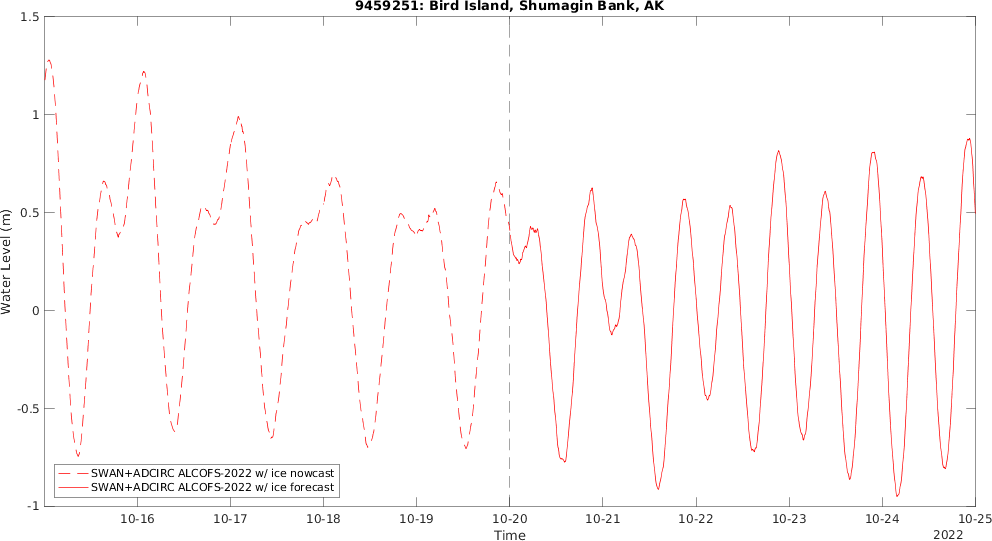 9459251: Bird Island, Shumagin Bank, AK
1.5
1
0.5
0
-0.5
-1
Water Level (m)
SWAN+ADCIRC ALCOFS-2022 w/ ice nowcast
SWAN+ADCIRC ALCOFS-2022 w/ ice forecast
10-16 10-17 10-18 10-19 10-20 10-21 10-22 10-23 10-24 10-25
Time
2022